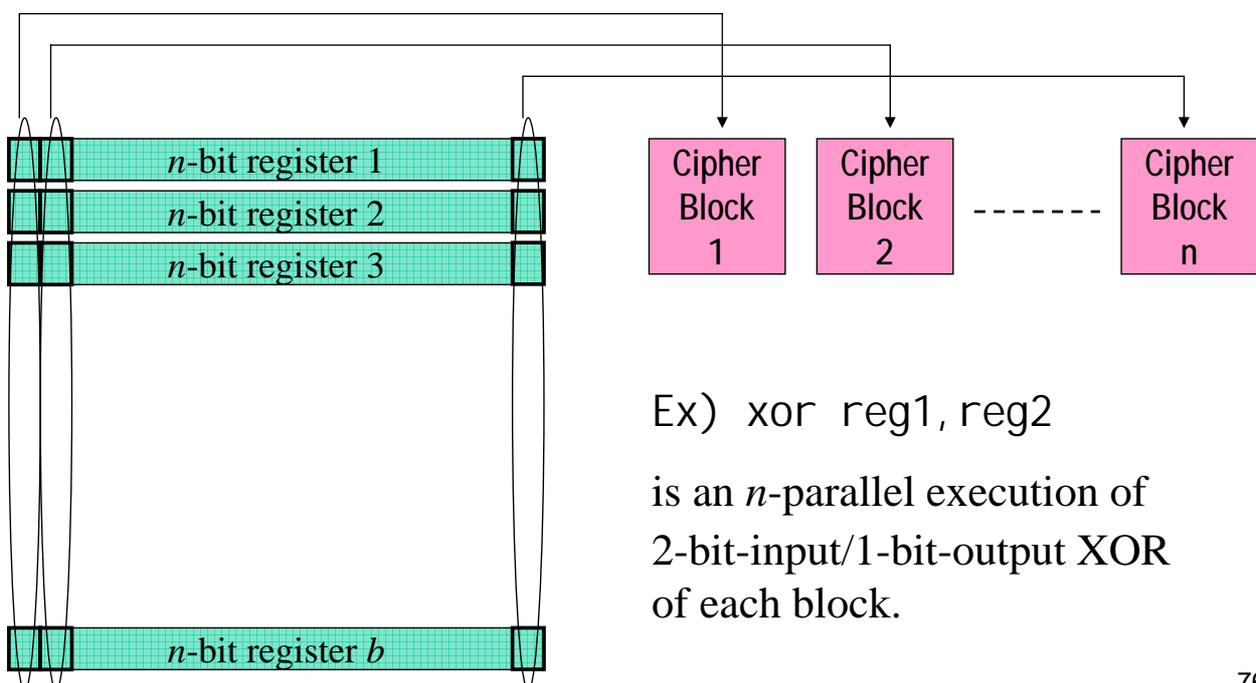 n-bit register 1
n-bit register 2
n-bit register 3
n-bit register b
Cipher
Block
1
Cipher
Block
2
Cipher
Block
n
Ex) xor reg1,reg2
is an n-parallel execution of
2-bit-input/1-bit-output XOR
of each block.